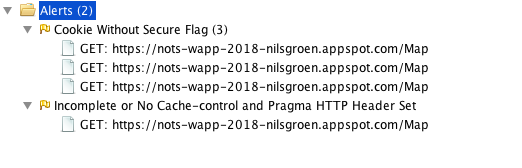 Alerts (2)
Cookie Without Secure Flag (3)
GET: https://nots-wapp-2018-nilsgroen.appspot.com/Map
GET: https://nots-wapp-2018-nilsgroen.appspot.com/Map
GET: https://nots-wapp-2018-nilsgroen.appspot.com/Map
Incomplete or No Cache-control and Pragma HTTP Header Set
GET: https://nots-wapp-2018-nilsgroen.appspot.com/Map